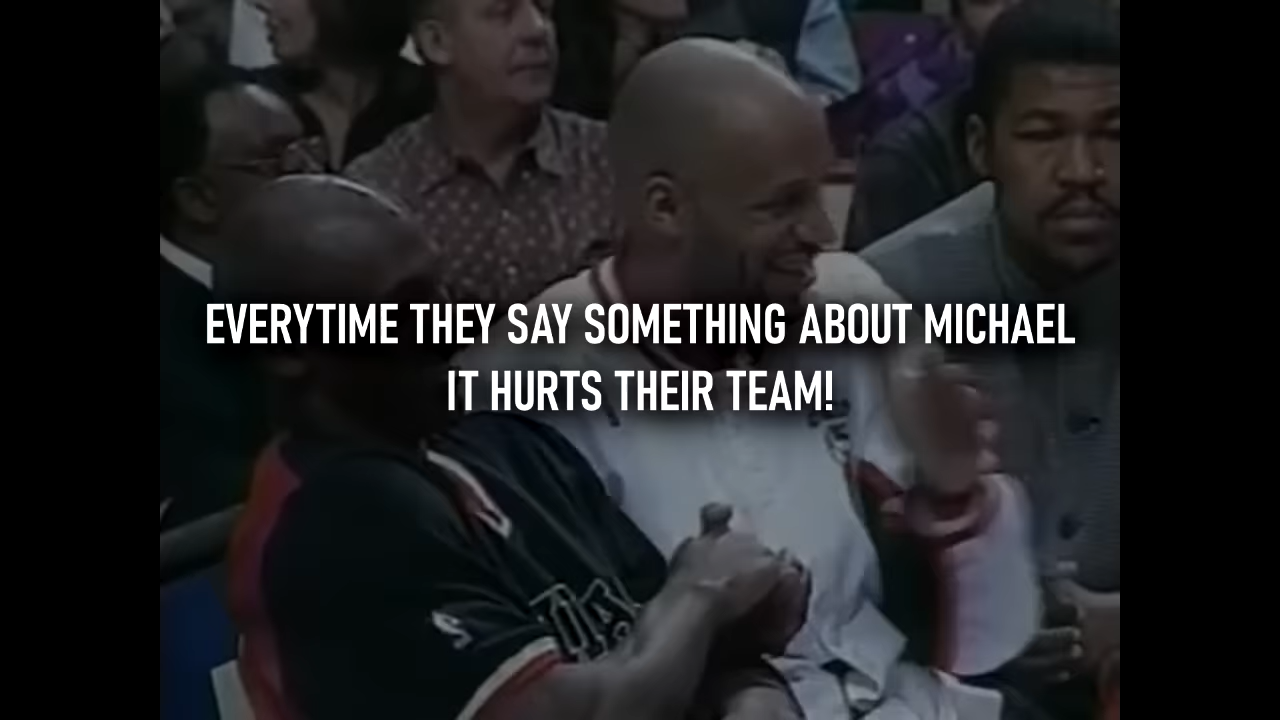 EVERYTIME THEY SAY SOMETHING ABOUT MICHAEL
IT HURTS THEIR TEAM!